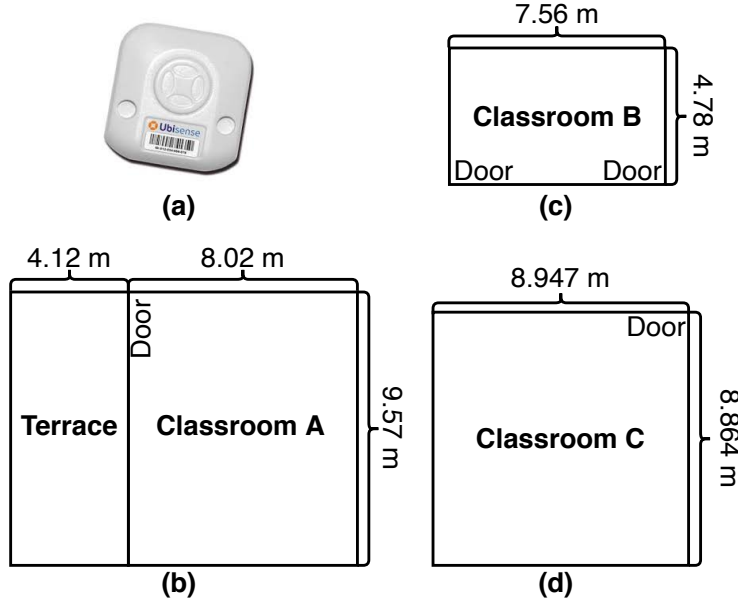 Ubisense
(a)
7.56 m
Classroom B
4.78 m
Door Door
(c)
4.12 m 8.02 m
Door
Terrace Classroom A
9.57 m
(b)
8.947 m
Door
Classroom C
8.864 m
(d)